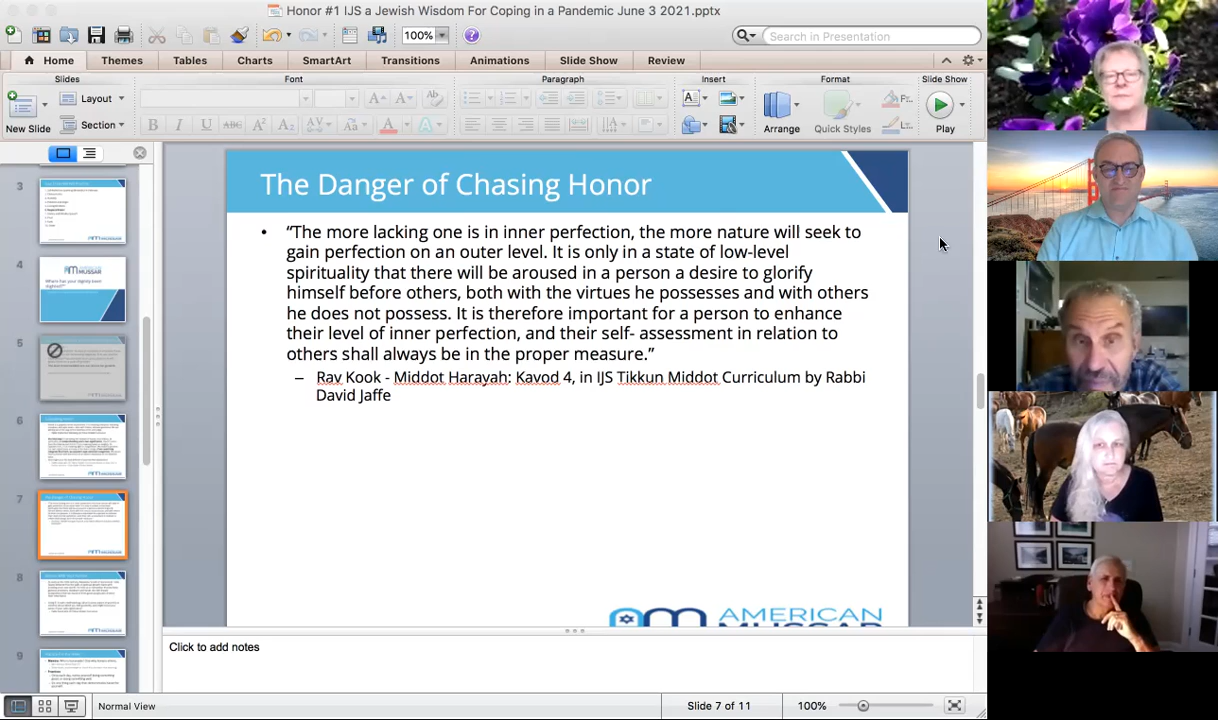 Honor #1 IJS a Jewish Wisdom For Coping in a Pandemic June 3 2021.pptx
100%
Search in Presentation
Home Themes Tables Charts SmartArt Transitions Animations Slide Show Review
Slides Font Paragraph Insert Format Slide Show
Layout
Section
New Slide
Arrange
Quick Styles
Play
The Danger of Chasing Honor
• “The more lacking one is in inner perfection, the more nature will seek to
gain perfection on an outer level. It is only in a state of low-level
spirituality that there will be aroused in a person a desire to glorify
himself before others, both with the virtues he possesses and with others
he does not possess. It is therefore important for a person to enhance
their level of inner perfection, and their self- assessment in relation to
others shall always be in the proper measure.”
– Rav Kook - Middot Harayah: Kavod 4, in IJS Tikkun Middot Curriculum by Rabbi
David Jaffe
AMERICAN
MUSSAR
3
4
5
6
7
8
9
Click to add notes
Normal View
Slide 7 of 11
100%